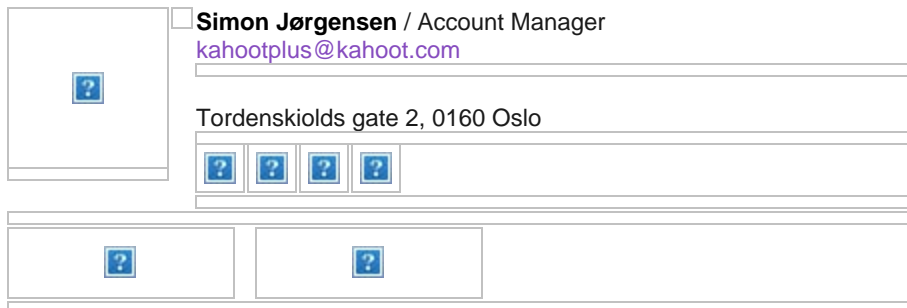 Simon Jørgensen / Account Manager
kahootplus@kahoot.com
Tordenskiolds gate 2, 0160 Oslo